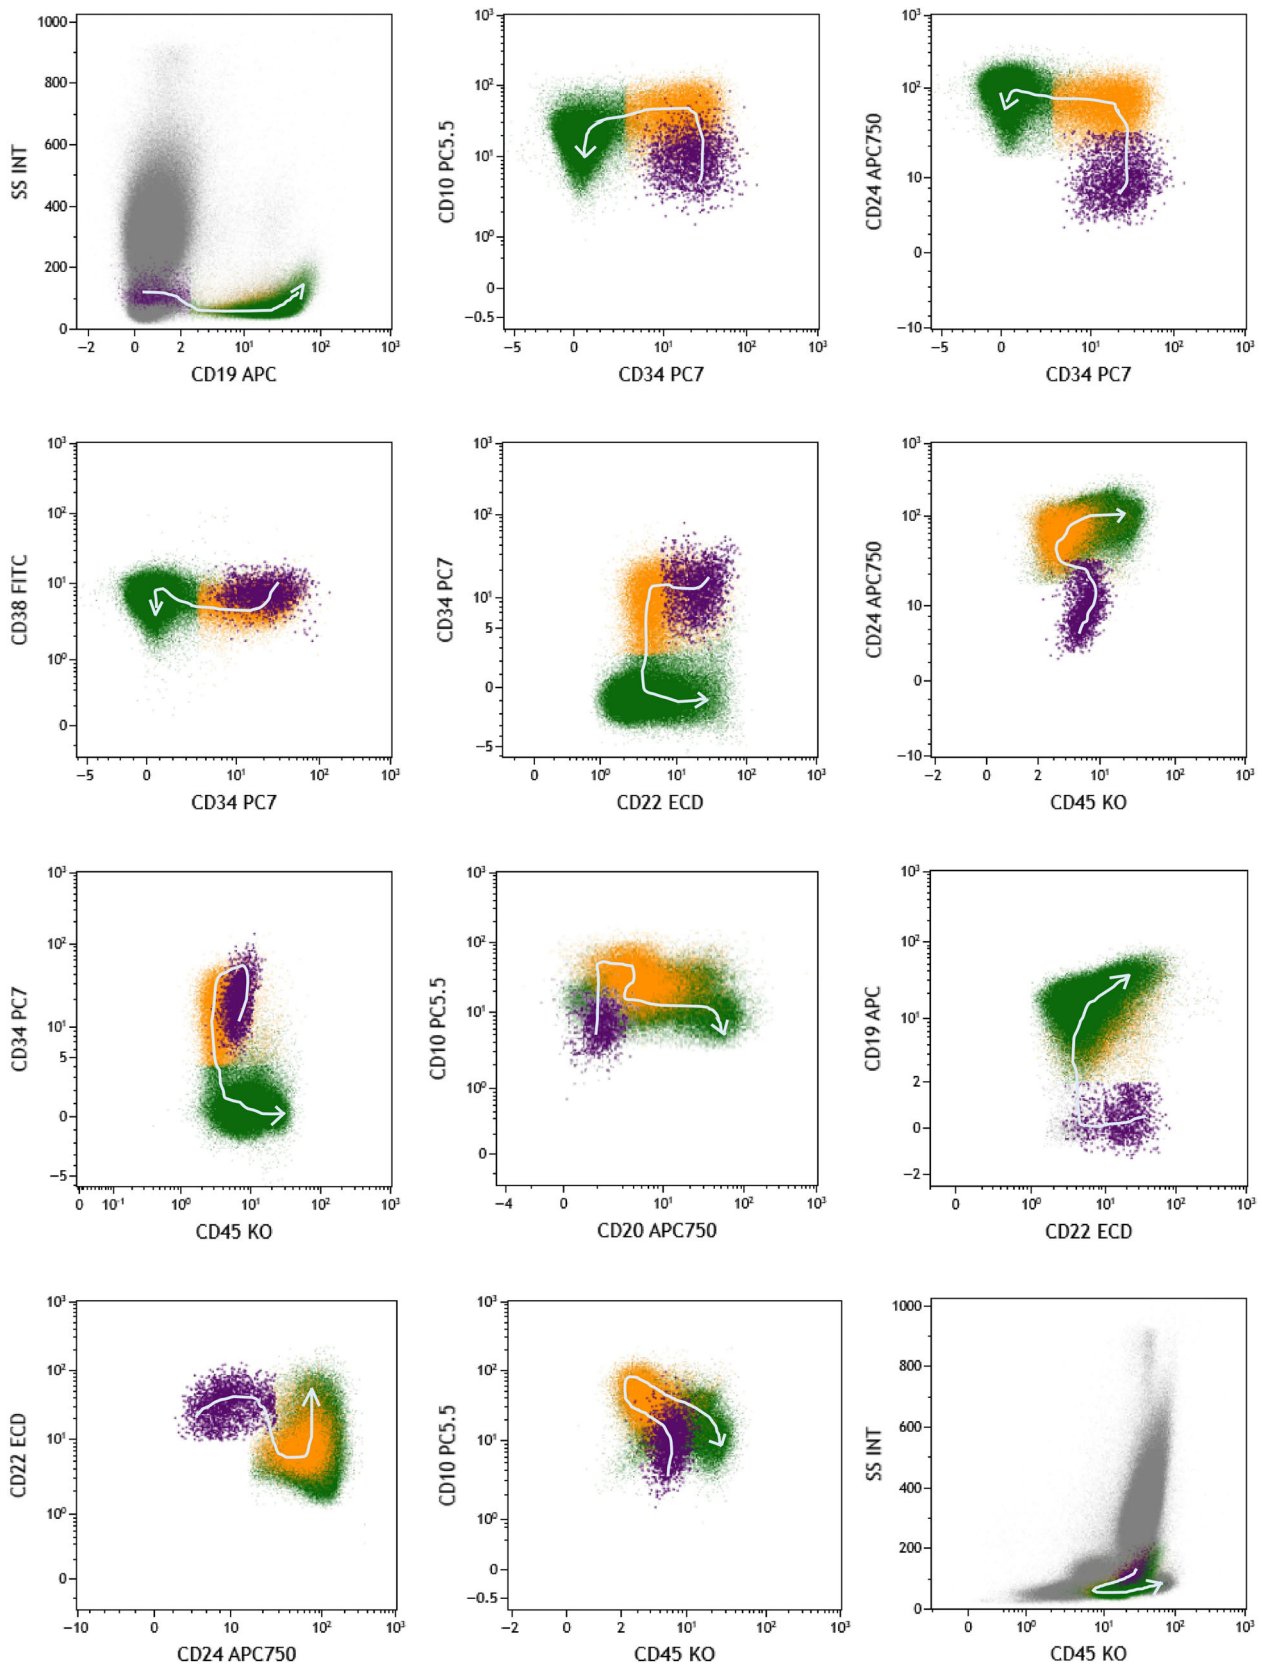 1000
800
600
400
200
0
SS INT
−2 0 2 10¹ 10² 10³
CD19 APC
10³
10²
10¹
10⁰
0
−0.5
CD10 PC5.5
−5 0 10¹ 10² 10³
CD34 PC7
10³
10²
10
0
−10
CD24 APC750
−5 0 10¹ 10² 10³
CD34 PC7
10³
10²
10¹
10⁰
0
CD38 FITC
−5 0 10¹ 10² 10³
CD34 PC7
10³
10²
10¹
5
0
−5
CD34 PC7
0 10⁰ 10¹ 10² 10³
CD22 ECD
10³
10²
10
0
−10
CD24 APC750
−2 0 2 10¹ 10² 10³
CD45 KO
10³
10²
10¹
5
0
−5
CD34 PC7
0 10⁻¹ 10⁰ 10¹ 10² 10³
CD45 KO
10³
10²
10¹
10⁰
0
CD10 PC5.5
−4 0 10¹ 10² 10³
CD20 APC750
10³
10²
10¹
2
0
−2
CD19 APC
0 10⁰ 10¹ 10² 10³
CD22 ECD
10³
10²
10¹
10⁰
0
CD22 ECD
−10 0 10 10² 10³
CD24 APC750
10³
10²
10¹
10⁰
0
−0.5
CD10 PC5.5
−2 0 2 10¹ 10² 10³
CD45 KO
1000
800
600
400
200
0
SS INT
0 10⁰ 10¹ 10² 10³
CD45 KO